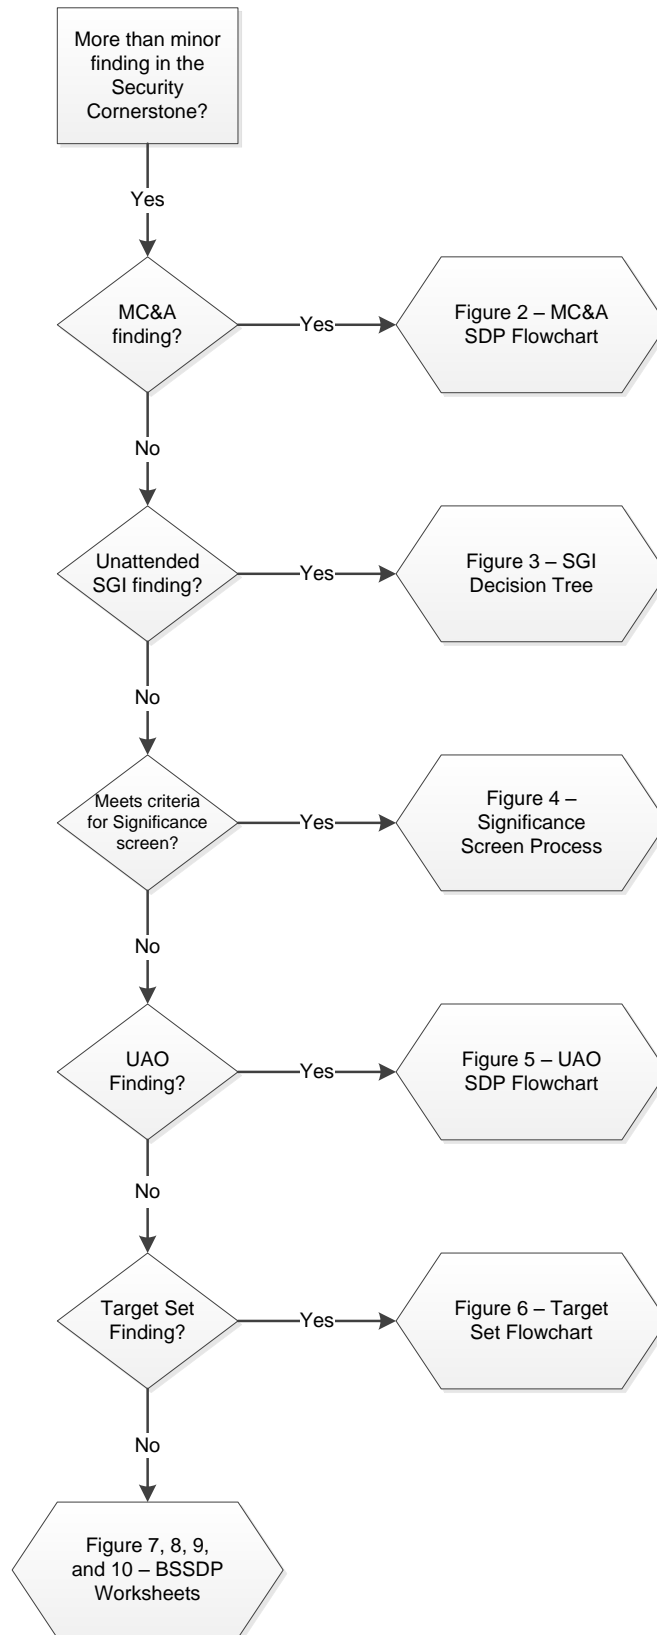 More than minor
finding in the
Security
Cornerstone?
Yes
MC&A
finding?
Yes
Figure 2 – MC&A
SDP Flowchart
No
Unattended
SGI finding?
Yes
Figure 3 – SGI
Decision Tree
No
Meets criteria
for Significance
screen?
Yes
Figure 4 –
Significance
Screen Process
No
UAO
Finding?
Yes
Figure 5 – UAO
SDP Flowchart
No
Target Set
Finding?
Yes
Figure 6 – Target
Set Flowchart
No
Figure 7, 8, 9,
and 10 – BSSDP
Worksheets